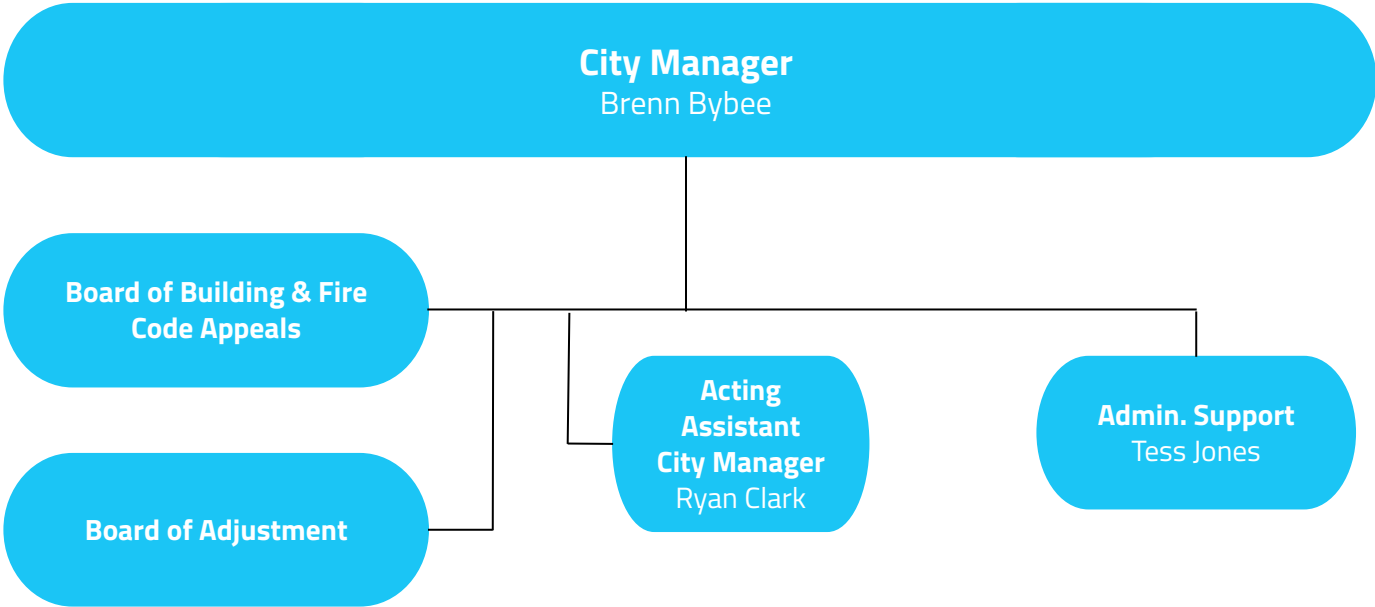 City Manager
Brenn Bybee
Board of Building & Fire
Code Appeals
Acting
Assistant
City Manager
Ryan Clark
Admin. Support
Tess Jones
Board of Adjustment